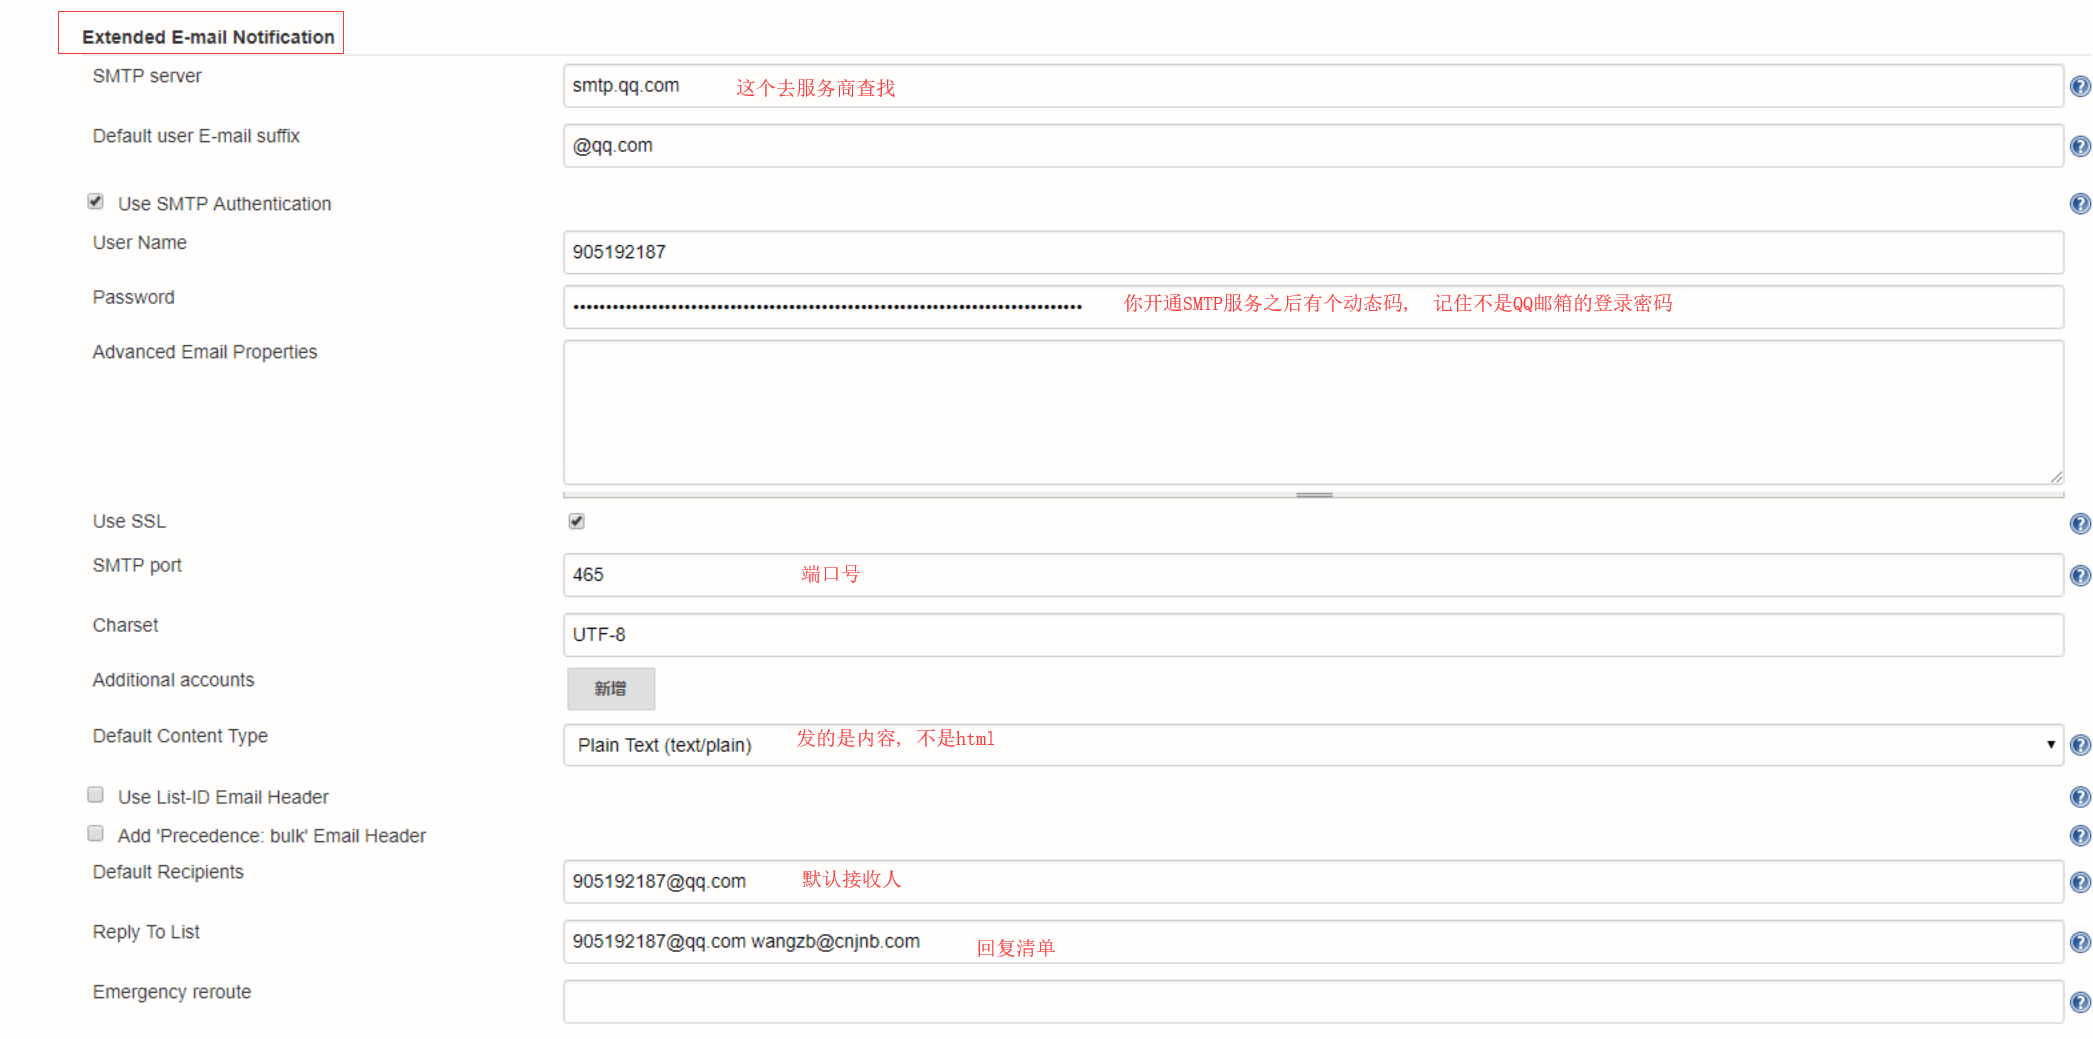 Extended E-mail Notification
SMTP server
smtp.qq.com 这个去服务商查找
Default user E-mail suffix
@qq.com
Use SMTP Authentication
User Name
905192187
Password
你开通SMTP服务之后有个动态码, 记住不是QQ邮箱的登录密码
Advanced Email Properties
Use SSL
SMTP port
465 端口号
Charset
UTF-8
Additional accounts
新增
Default Content Type
Plain Text (text/plain) 发的是内容, 不是html
Use List-ID Email Header
Add 'Precedence: bulk' Email Header
Default Recipients
905192187@qq.com 默认接收人
Reply To List
905192187@qq.com wangzb@cnjnb.com 回复清单
Emergency reroute